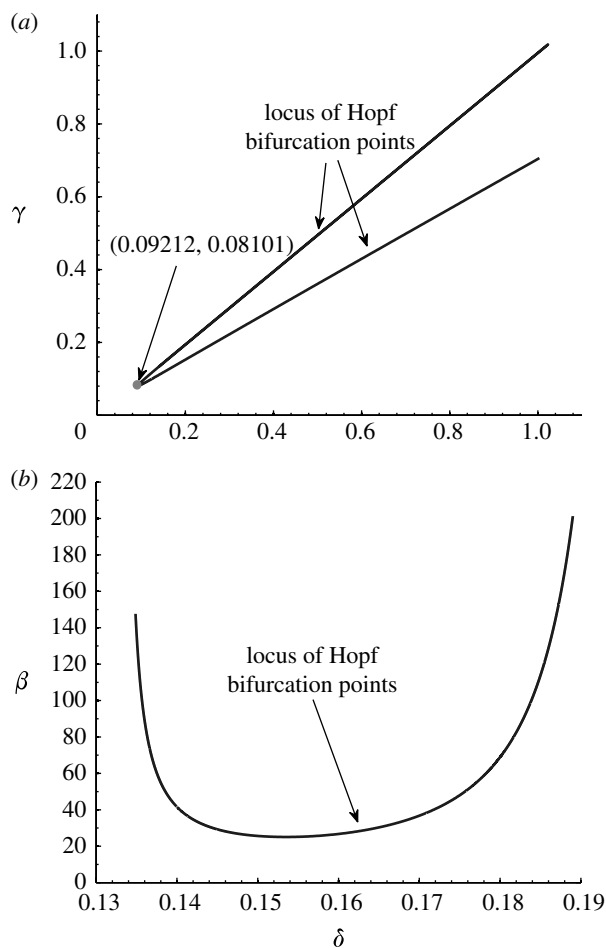 (a)
1.0
0.8
0.6
0.4
0.2
0
γ
locus of Hopf
bifurcation points
(0.09212, 0.08101)
0.2 0.4 0.6 0.8 1.0
(b)
220
200
180
160
140
120
100
80
60
40
20
0
β
locus of Hopf
bifurcation points
0.13 0.14 0.15 0.16 0.17 0.18 0.19
δ